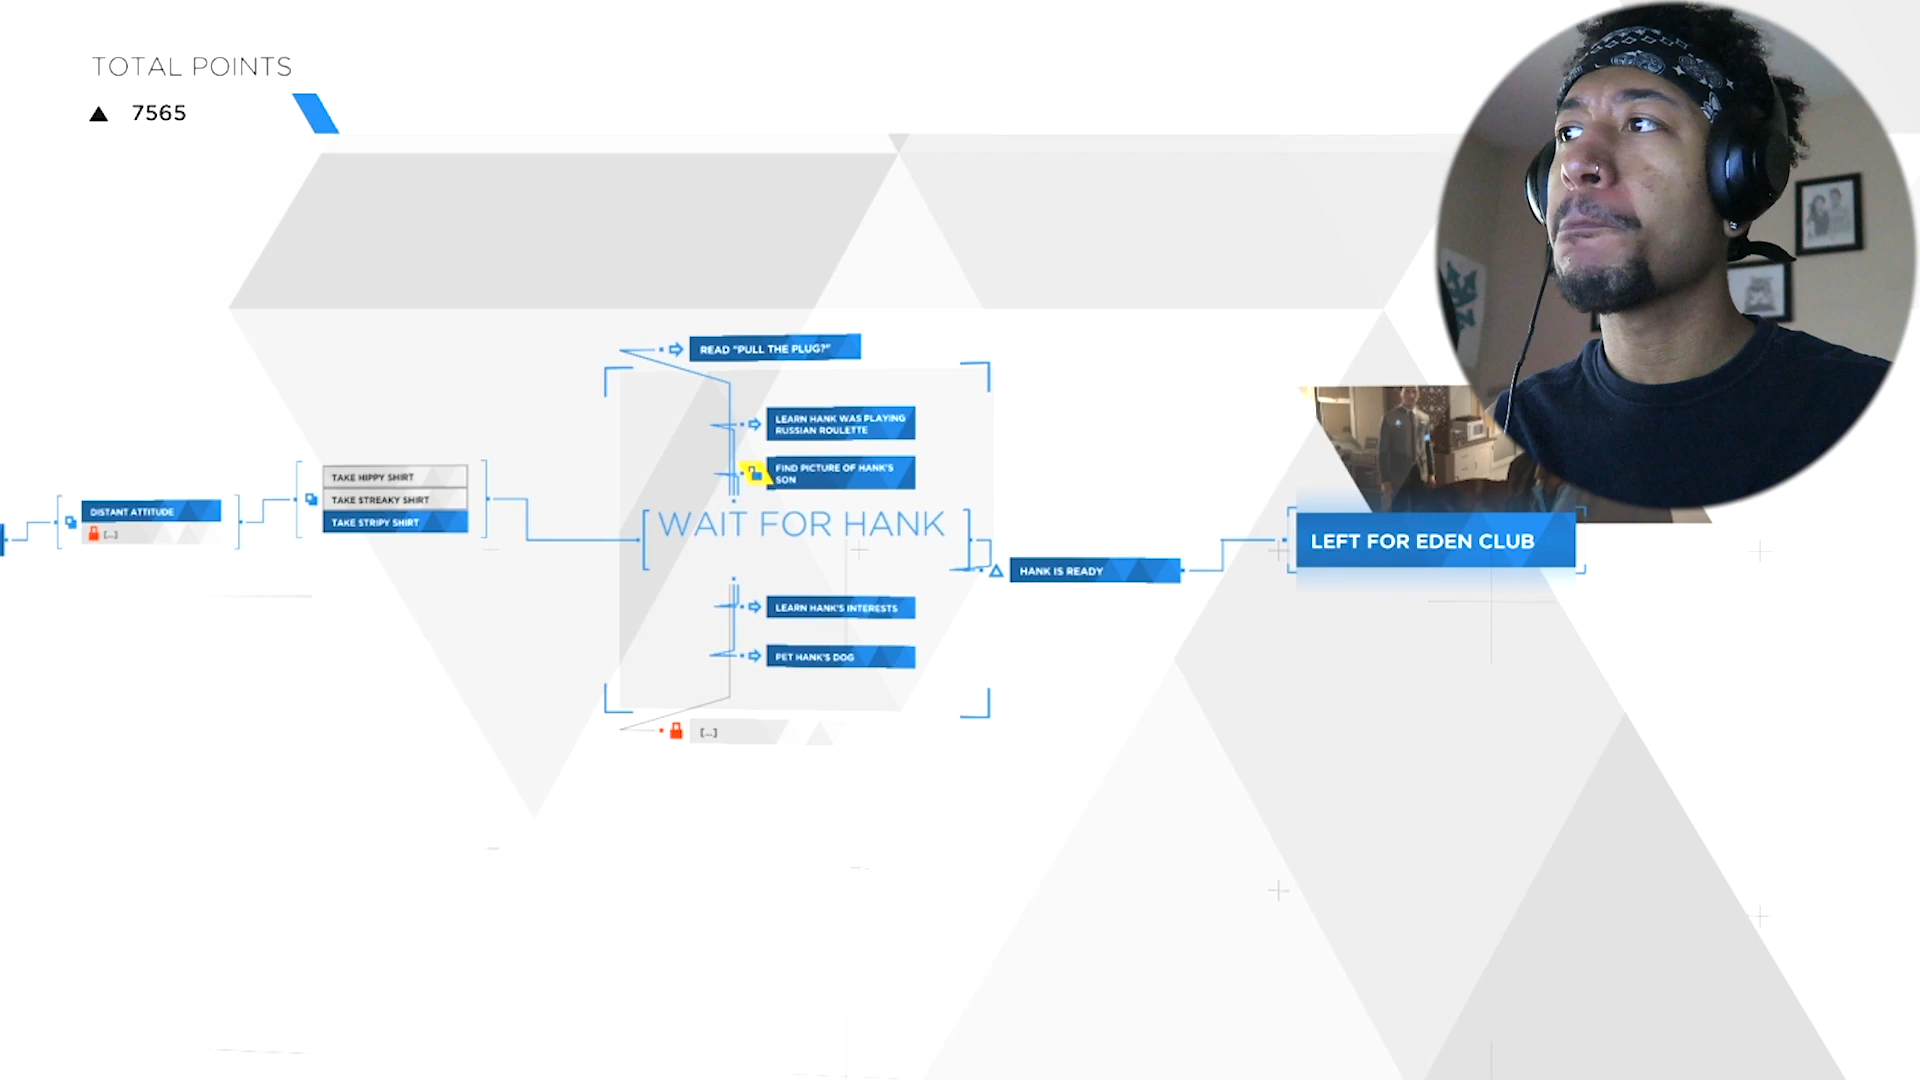 TOTAL POINTS
7565
READ "PULL THE PLUG?"
LEARN HANK WAS PLAYING
RUSSIAN ROULETTE
FIND PICTURE OF HANK'S
SON
TAKE HIPPY SHIRT
TAKE STREAKY SHIRT
TAKE STRIPY SHIRT
DISTANT ATTITUDE
[...]
WAIT FOR HANK
LEFT FOR EDEN CLUB
HANK IS READY
LEARN HANK'S INTERESTS
PET HANK'S DOG
[...]